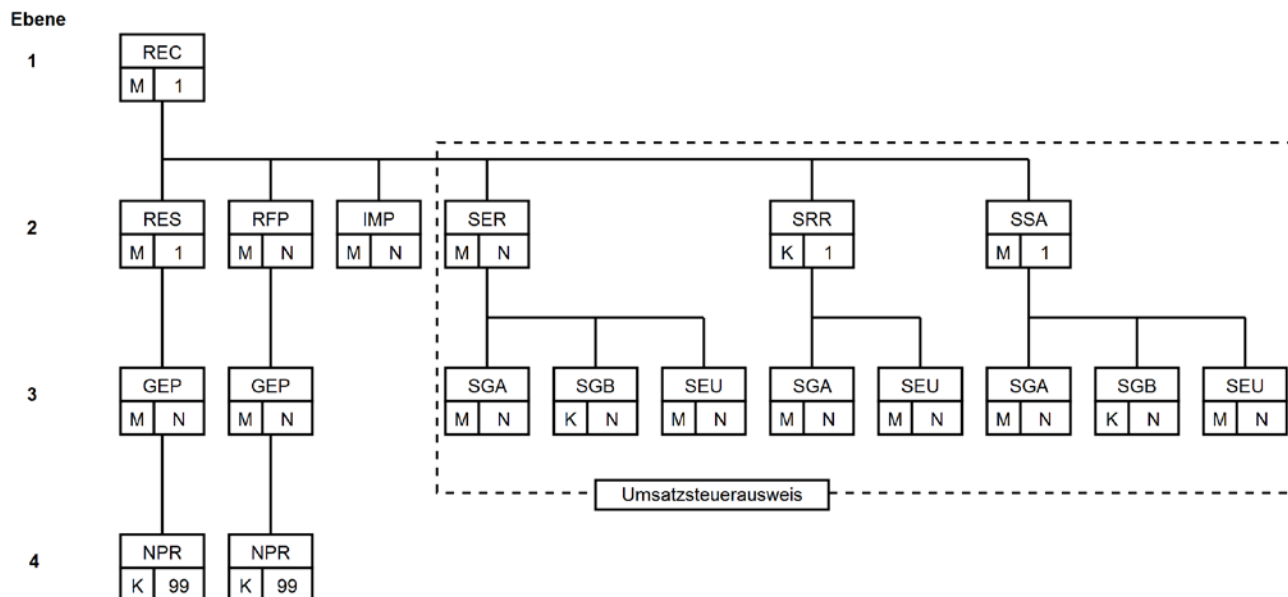 Ebene
1
REC
M 1
2
RES RFP IMP SER SRR SSA
M 1 M N M N M N K 1 M 1
3
GEP GEP SGA SGB SEU SGA SEU SGA SGB SEU
M N M N M N K N M N M N M N M N K N M N
Umsatzsteuerausweis
4
NPR NPR
K 99 K 99